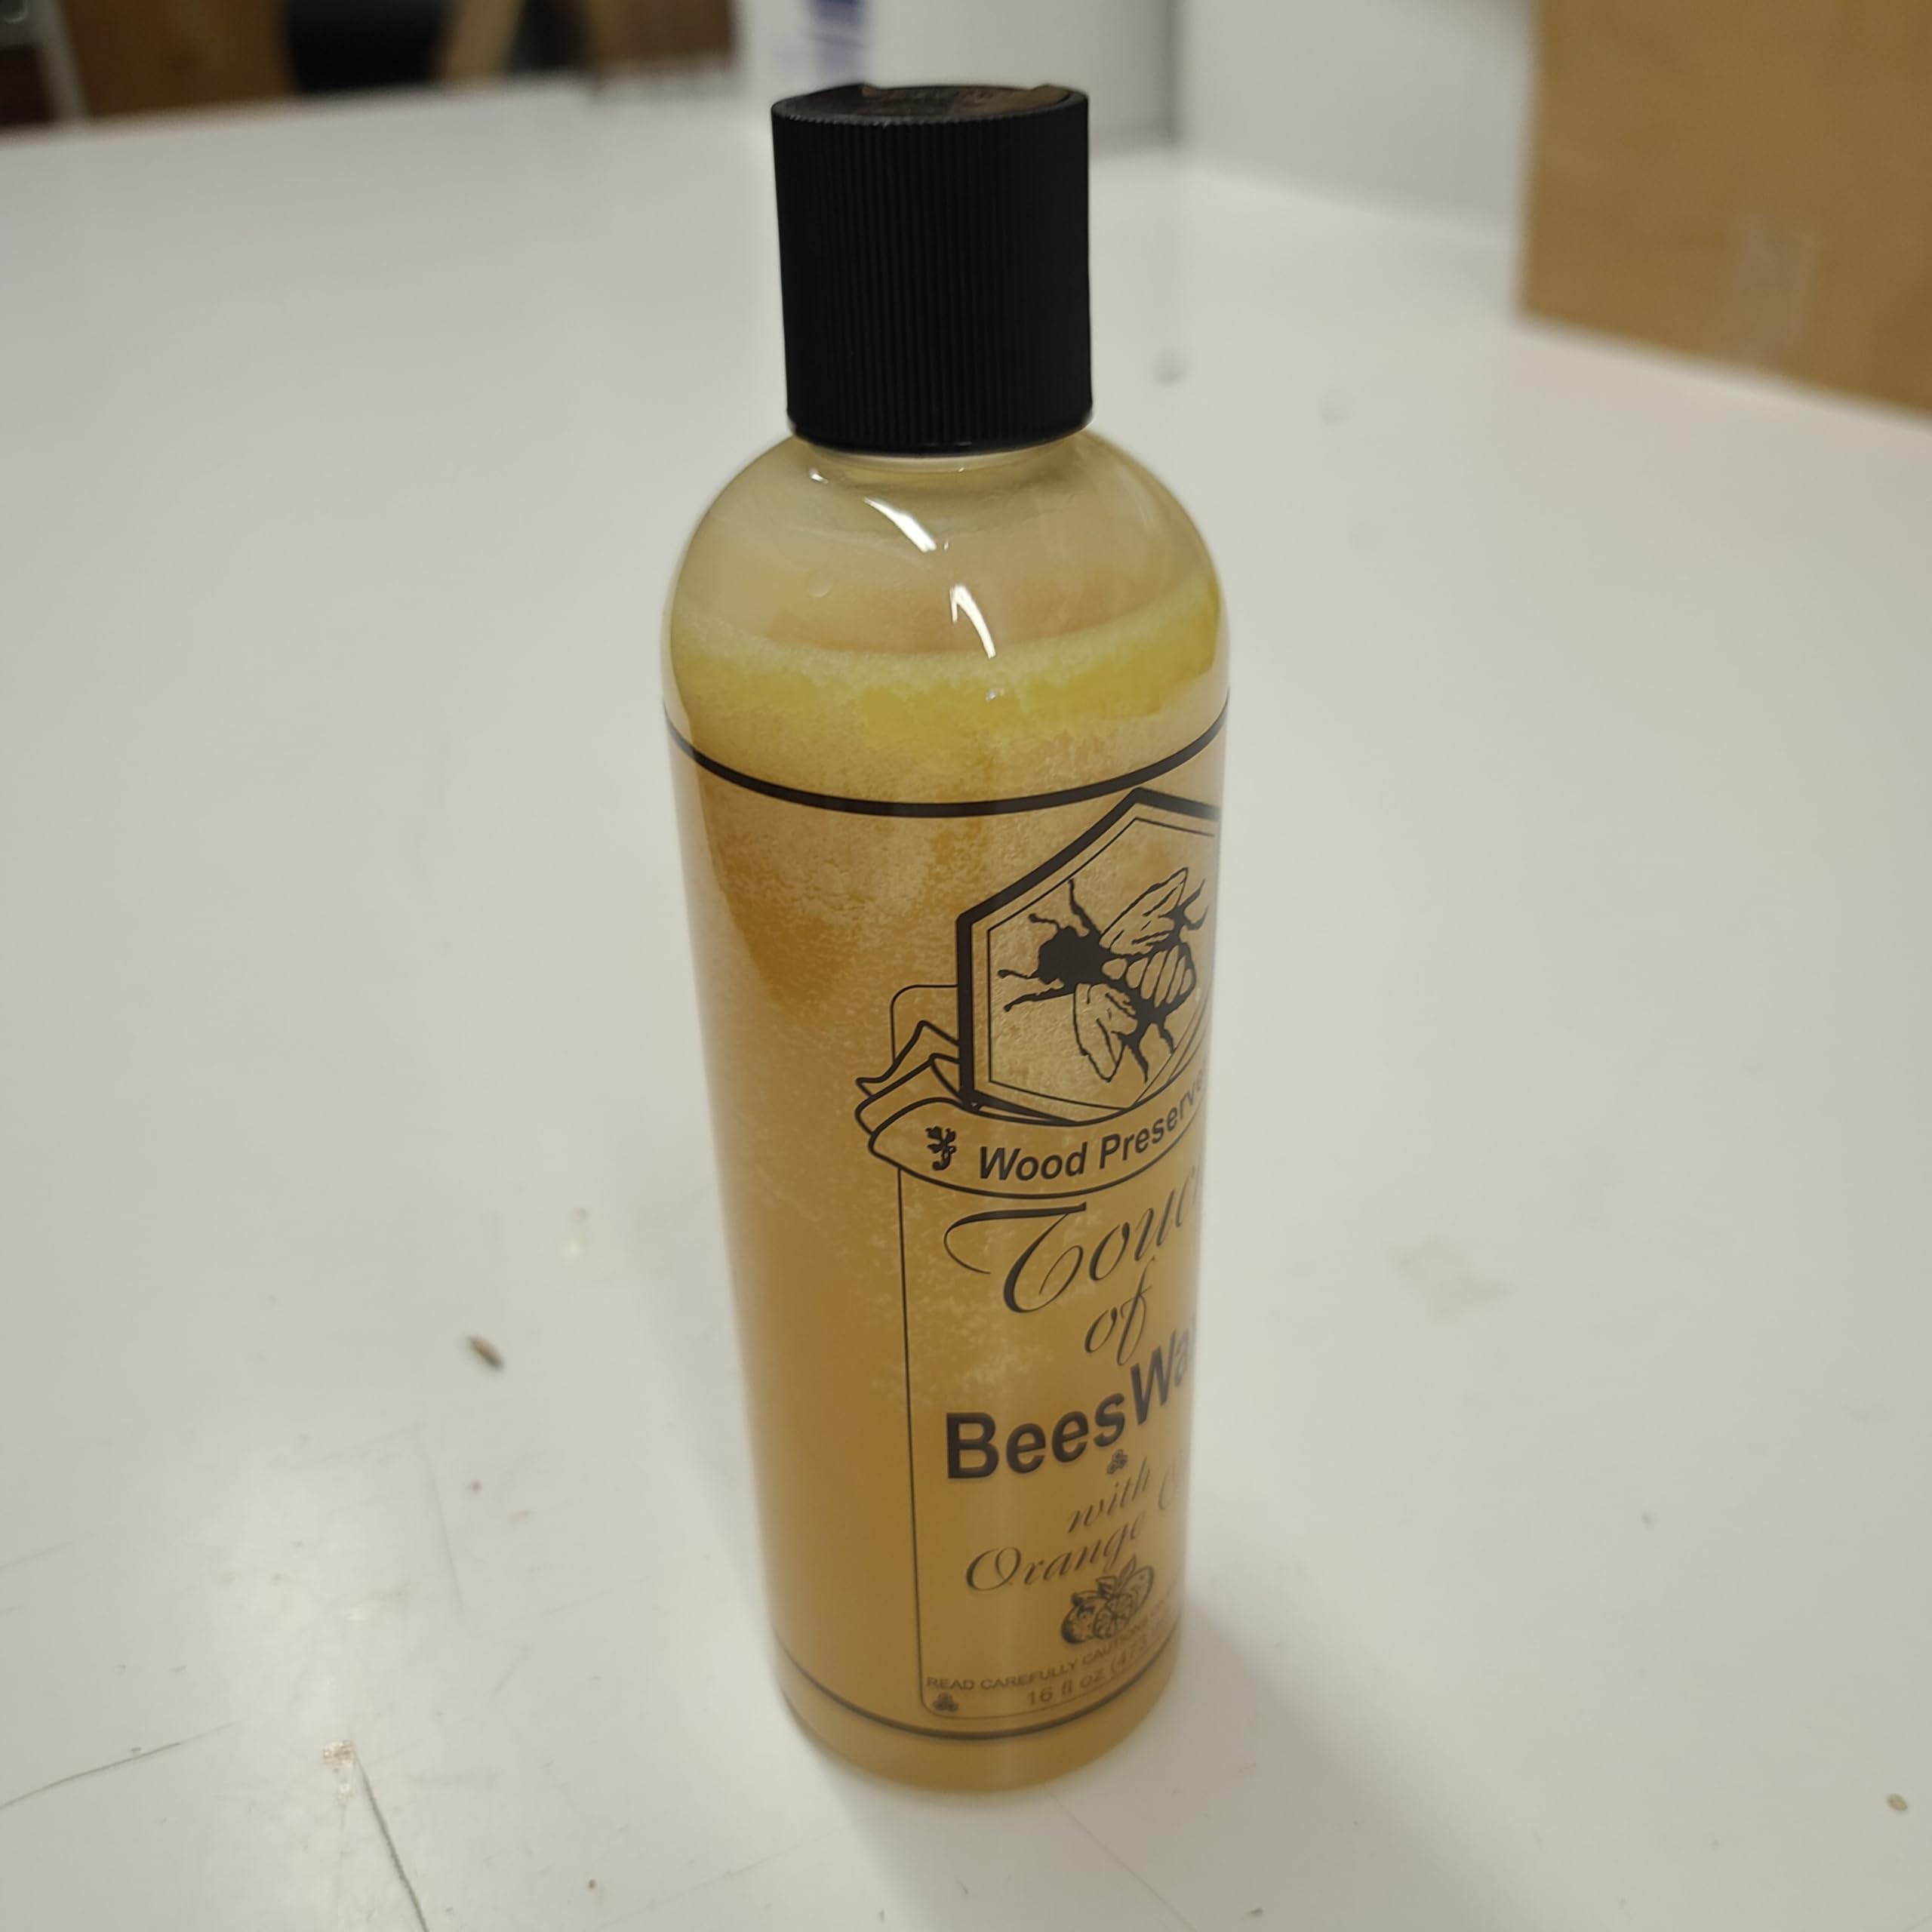 Wood Preserve
Touc
of
BeesWa
with
Orange O
READ CAREFULLY CAUTIONS
16 fl oz (473